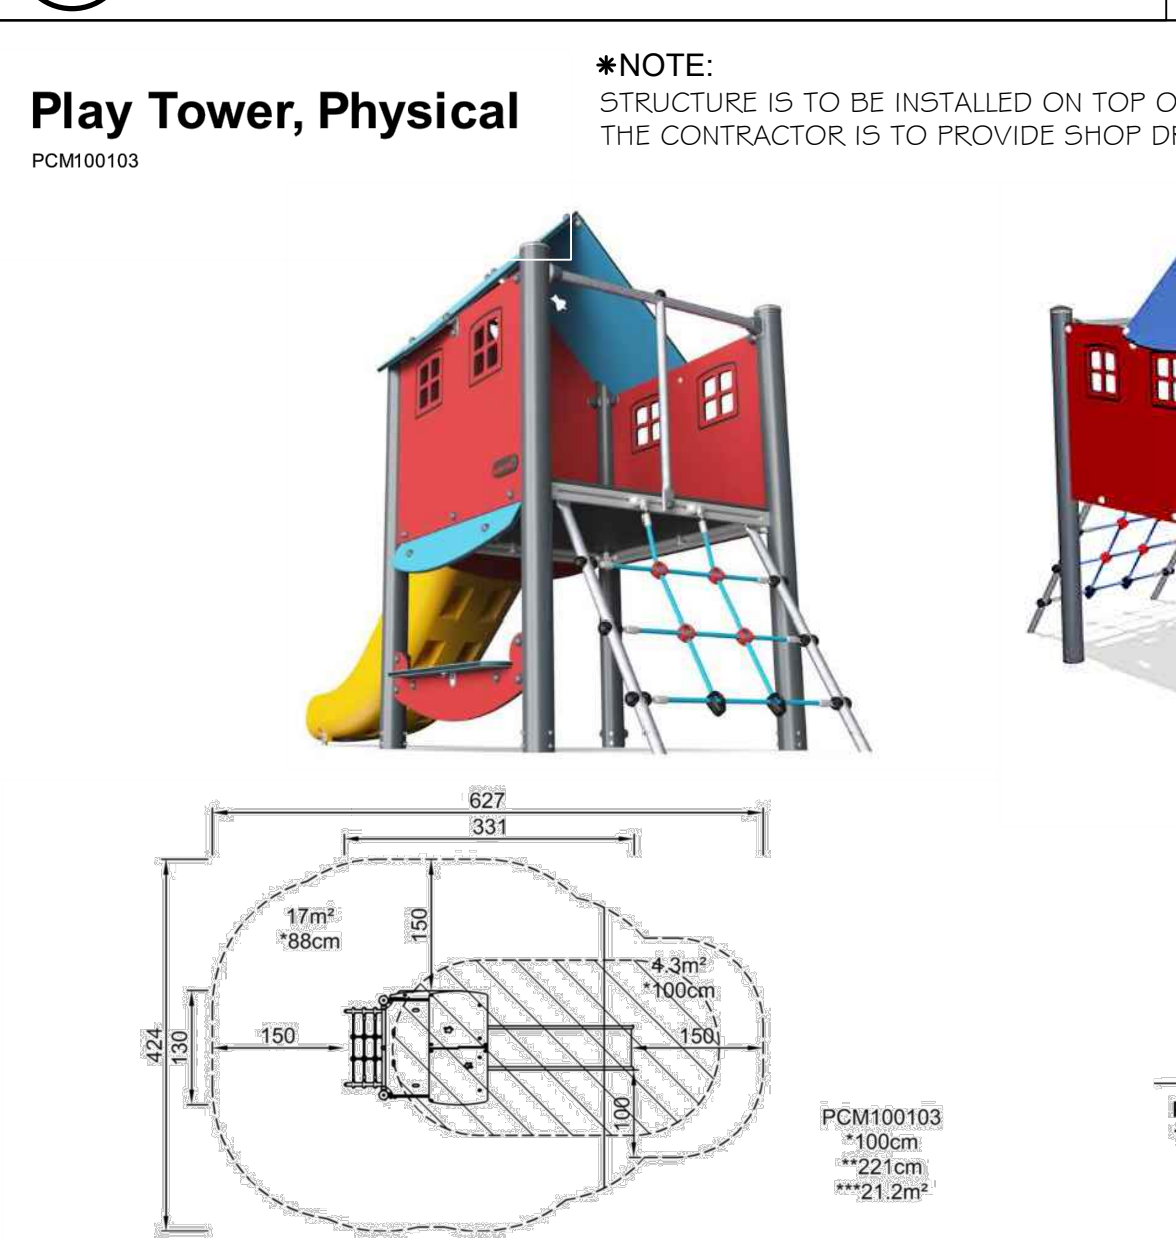 *NOTE:
Play Tower, Physical
STRUCTURE IS TO BE INSTALLED ON TOP
THE CONTRACTOR IS TO PROVIDE SHOP
PCM100103
627
331
17m²
*88cm
150
4.3m²
*100cm
424
130
150
150
100
PCM100103
*100cm
**221cm
***21.2m²